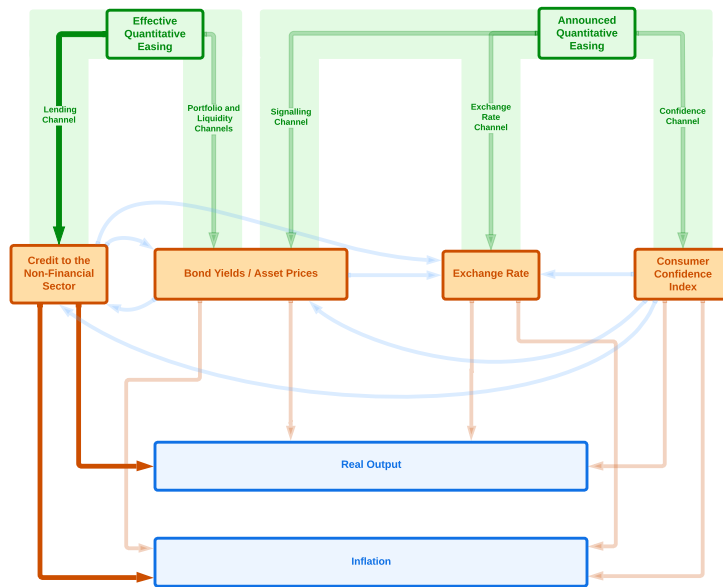 Effective
Quantitative
Easing
Announced
Quantitative
Easing
Lending
Channel
Portfolio and
Liquidity
Channels
Signalling
Channel
Exchange
Rate
Channel
Confidence
Channel
Credit to the
Non-Financial
Sector
Bond Yields / Asset Prices
Exchange Rate
Consumer
Confidence
Index
Real Output
Inflation